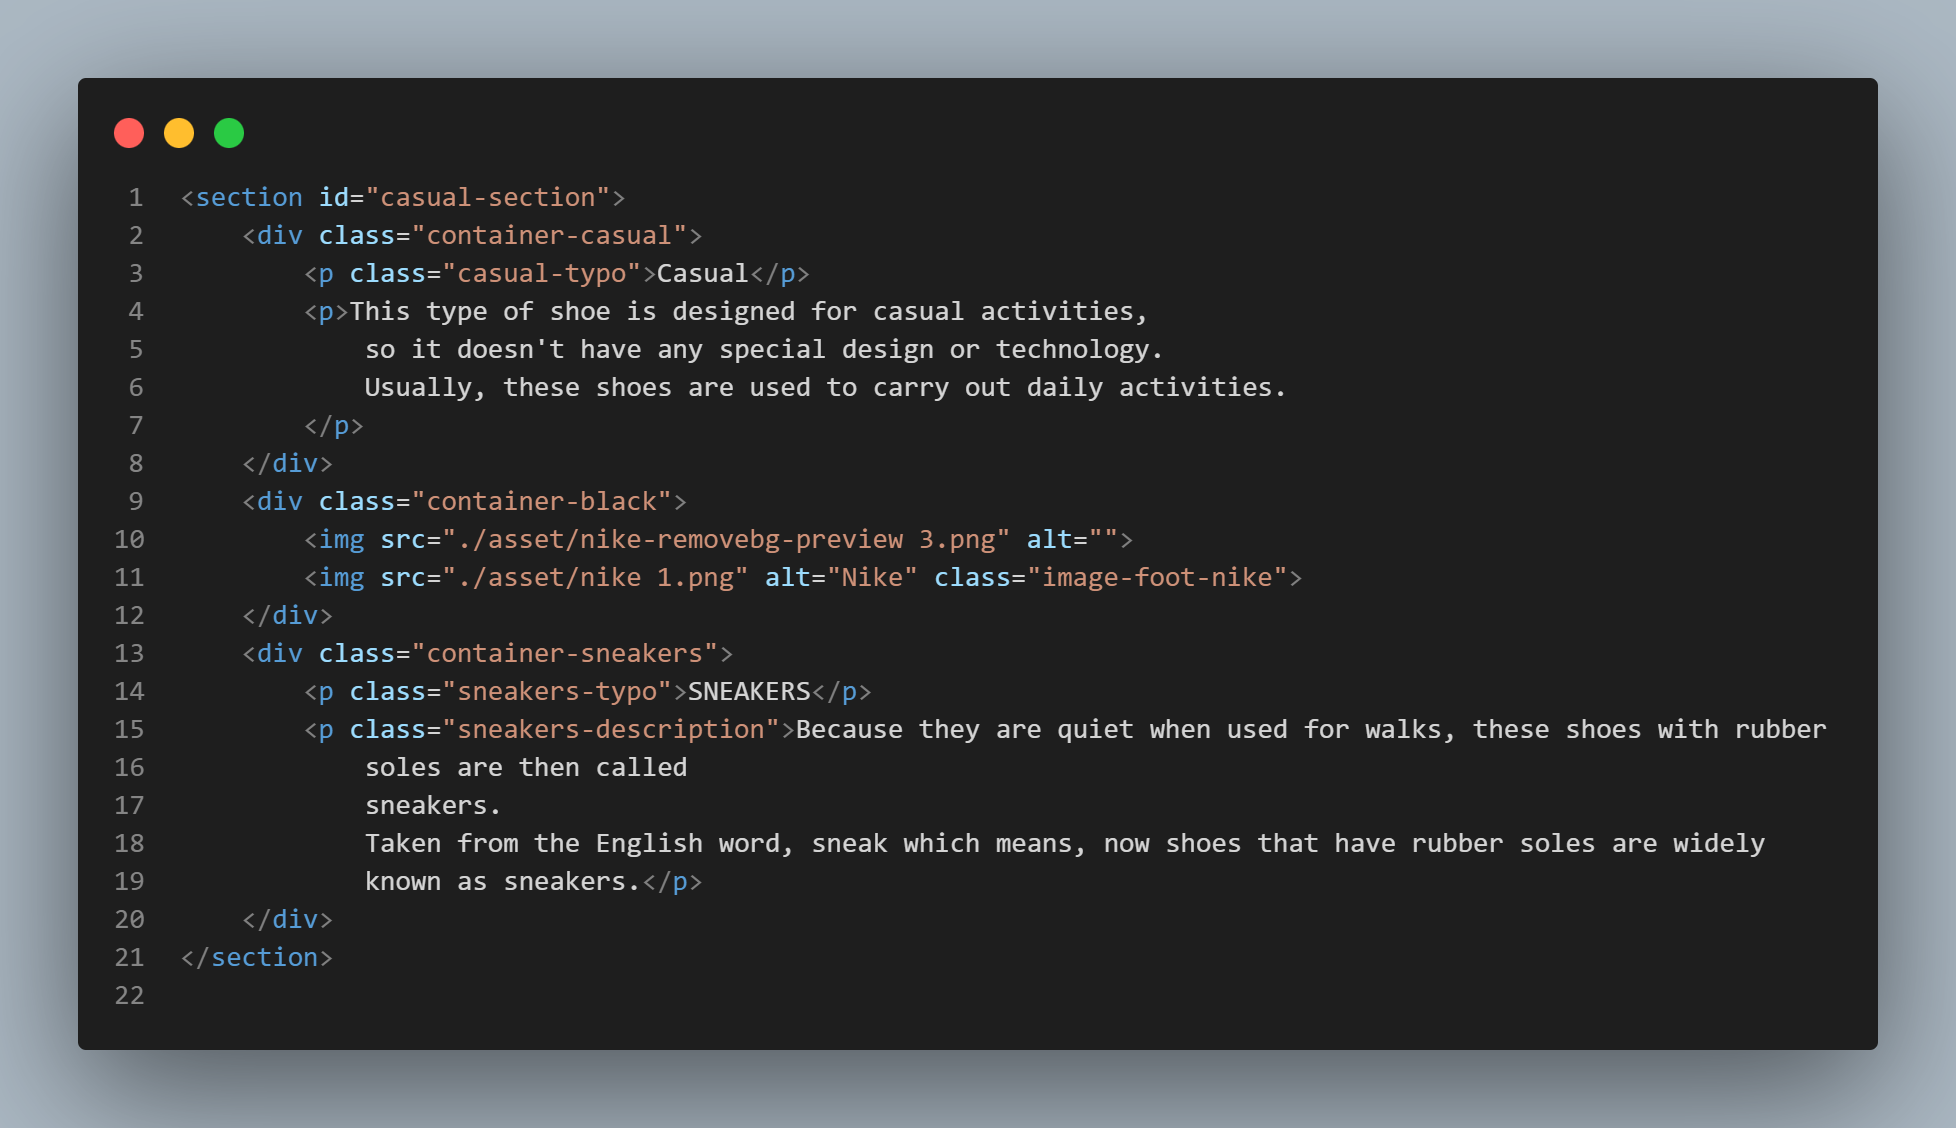 1 <section id="casual-section">
2     <div class="container-casual">
3         <p class="casual-typo">Casual</p>
4         <p>This type of shoe is designed for casual activities,
5             so it doesn't have any special design or technology.
6             Usually, these shoes are used to carry out daily activities.
7         </p>
8     </div>
9     <div class="container-black">
10         <img src="./asset/nike-removebg-preview 3.png" alt="">
11         <img src="./asset/nike 1.png" alt="Nike" class="image-foot-nike">
12     </div>
13     <div class="container-sneakers">
14         <p class="sneakers-typo">SNEAKERS</p>
15         <p class="sneakers-description">Because they are quiet when used for walks, these shoes with rubber
16             soles are then called
17             sneakers.
18             Taken from the English word, sneak which means, now shoes that have rubber soles are widely
19             known as sneakers.</p>
20     </div>
21 </section>
22